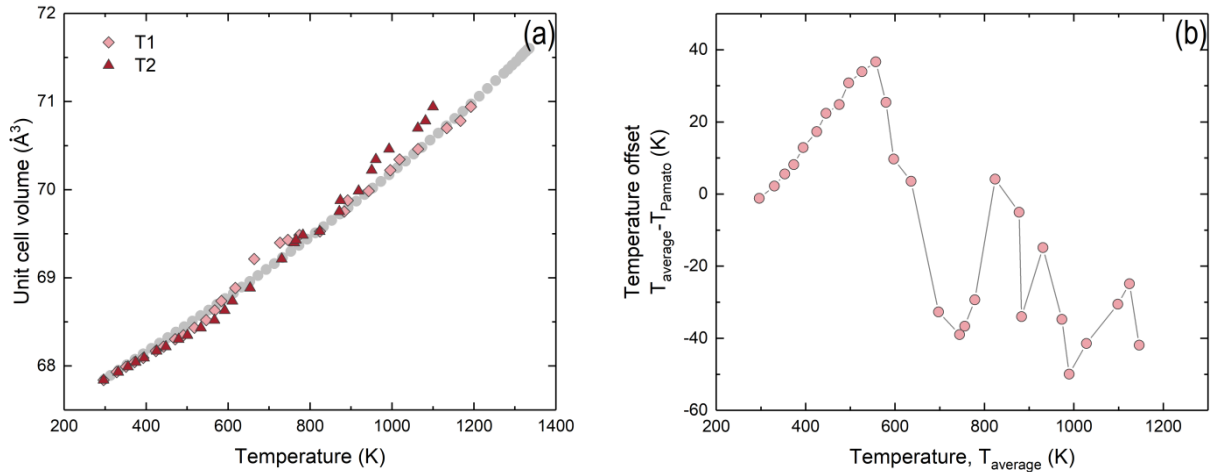 72
71
70
69
68
200
400
600
800
1000
1200
1400
Unit cell volume (Å³)
Temperature (K)
T1
T2
(a)
40
20
0
-20
-40
-60
200
400
600
800
1000
1200
Temperature offset
T_average-T_Pamato (K)
Temperature, T_average (K)
(b)